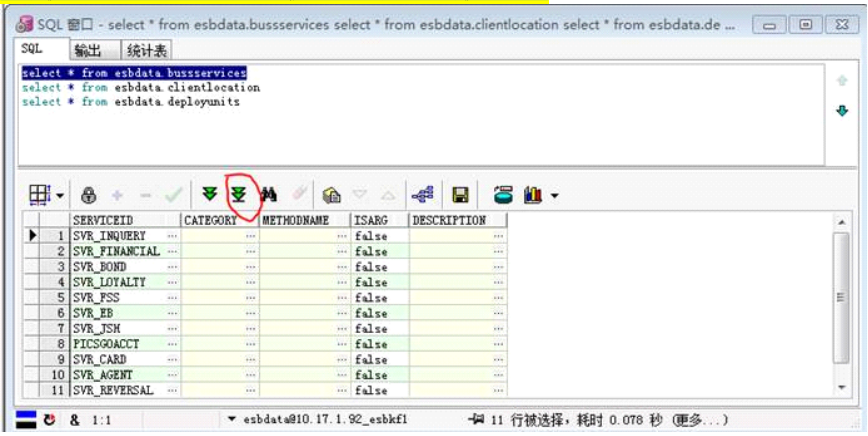 SQL 窗口 - select * from esbdata.bussservices select * from esbdata.clientlocation select * from esbdata.de ...
SQL 输出 统计表
select * from esbdata.bussservices
select * from esbdata.clientlocation
select * from esbdata.deployunits
SERVICEID CATEGORY METHODNAME ISARG DESCRIPTION
1 SVR_INQUERY ... ... ... false ...
2 SVR_FINANCIAL ... ... ... false ...
3 SVR_BOND ... ... ... false ...
4 SVR_LOYALTY ... ... ... false ...
5 SVR_FSS ... ... ... false ...
6 SVR_EB ... ... ... false ...
7 SVR_JSH ... ... ... false ...
8 PICSGOACCT ... ... ... false ...
9 SVR_CARD ... ... ... false ...
10 SVR_AGENT ... ... ... false ...
11 SVR_REVERSAL ... ... ... false ...
& 1:1 esbdata@10.17.1.92_esbkf1 11 行被选择，耗时 0.078 秒 (更多...)